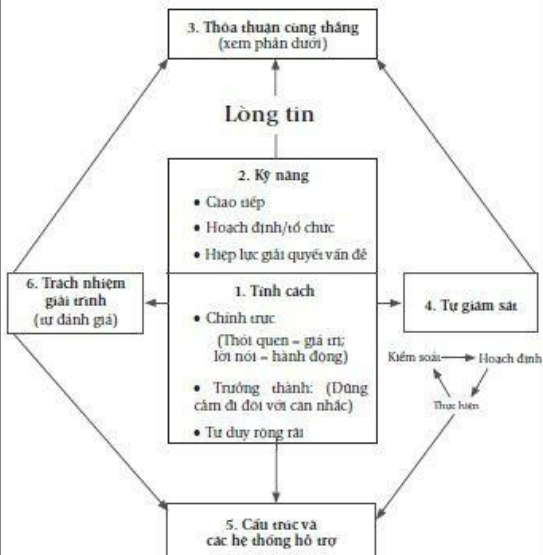 3. Thỏa thuận cùng thắng
(xem phần dưới)
Lòng tin
2. Kỹ năng
• Giao tiếp
• Hoạch định/tổ chức
• Hiệp lực giải quyết vấn đề
6. Trách nhiệm
giải trình
(tự đánh giá)
1. Tính cách
• Chính trực
(Thói quen – giá trị;
lời nói – hành động)
• Trưởng thành: (Dũng
cảm đi đôi với cân nhắc)
• Tư duy rộng rãi
4. Tự giám sát
Kiểm soát
Hoạch định
Thực hiện
5. Cấu trúc và
các hệ thống hỗ trợ